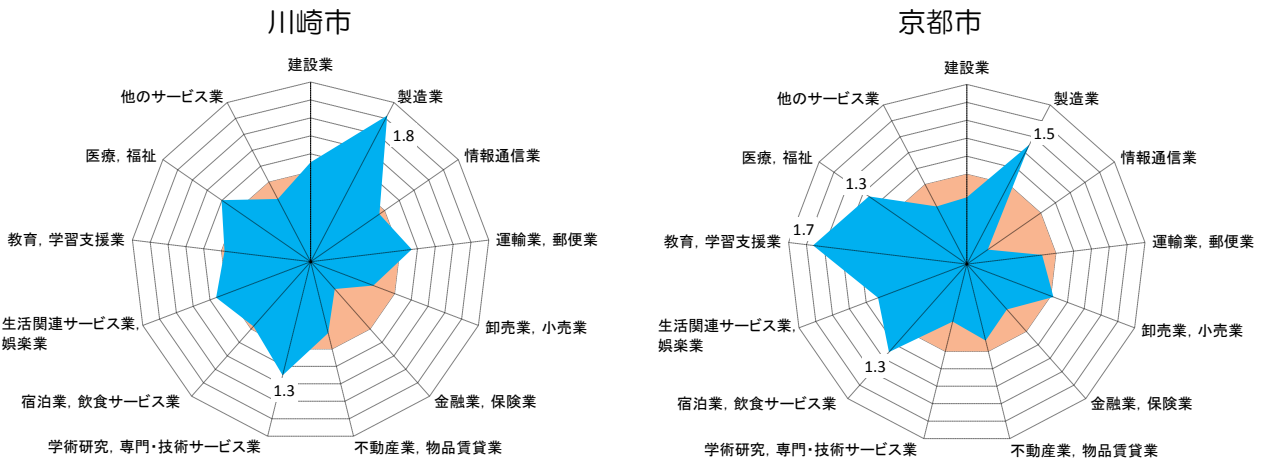 川崎市
建設業
製造業
1.8
情報通信業
運輸業, 郵便業
卸売業, 小売業
金融業, 保険業
不動産業, 物品賃貸業
学術研究, 専門・技術サービス業
1.3
宿泊業, 飲食サービス業
生活関連サービス業,
娯楽業
教育, 学習支援業
医療, 福祉
他のサービス業
京都市
建設業
製造業
1.5
情報通信業
運輸業, 郵便業
卸売業, 小売業
金融業, 保険業
不動産業, 物品賃貸業
学術研究, 専門・技術サービス業
宿泊業, 飲食サービス業
1.3
生活関連サービス業,
娯楽業
教育, 学習支援業
1.7
医療, 福祉
1.3
他のサービス業